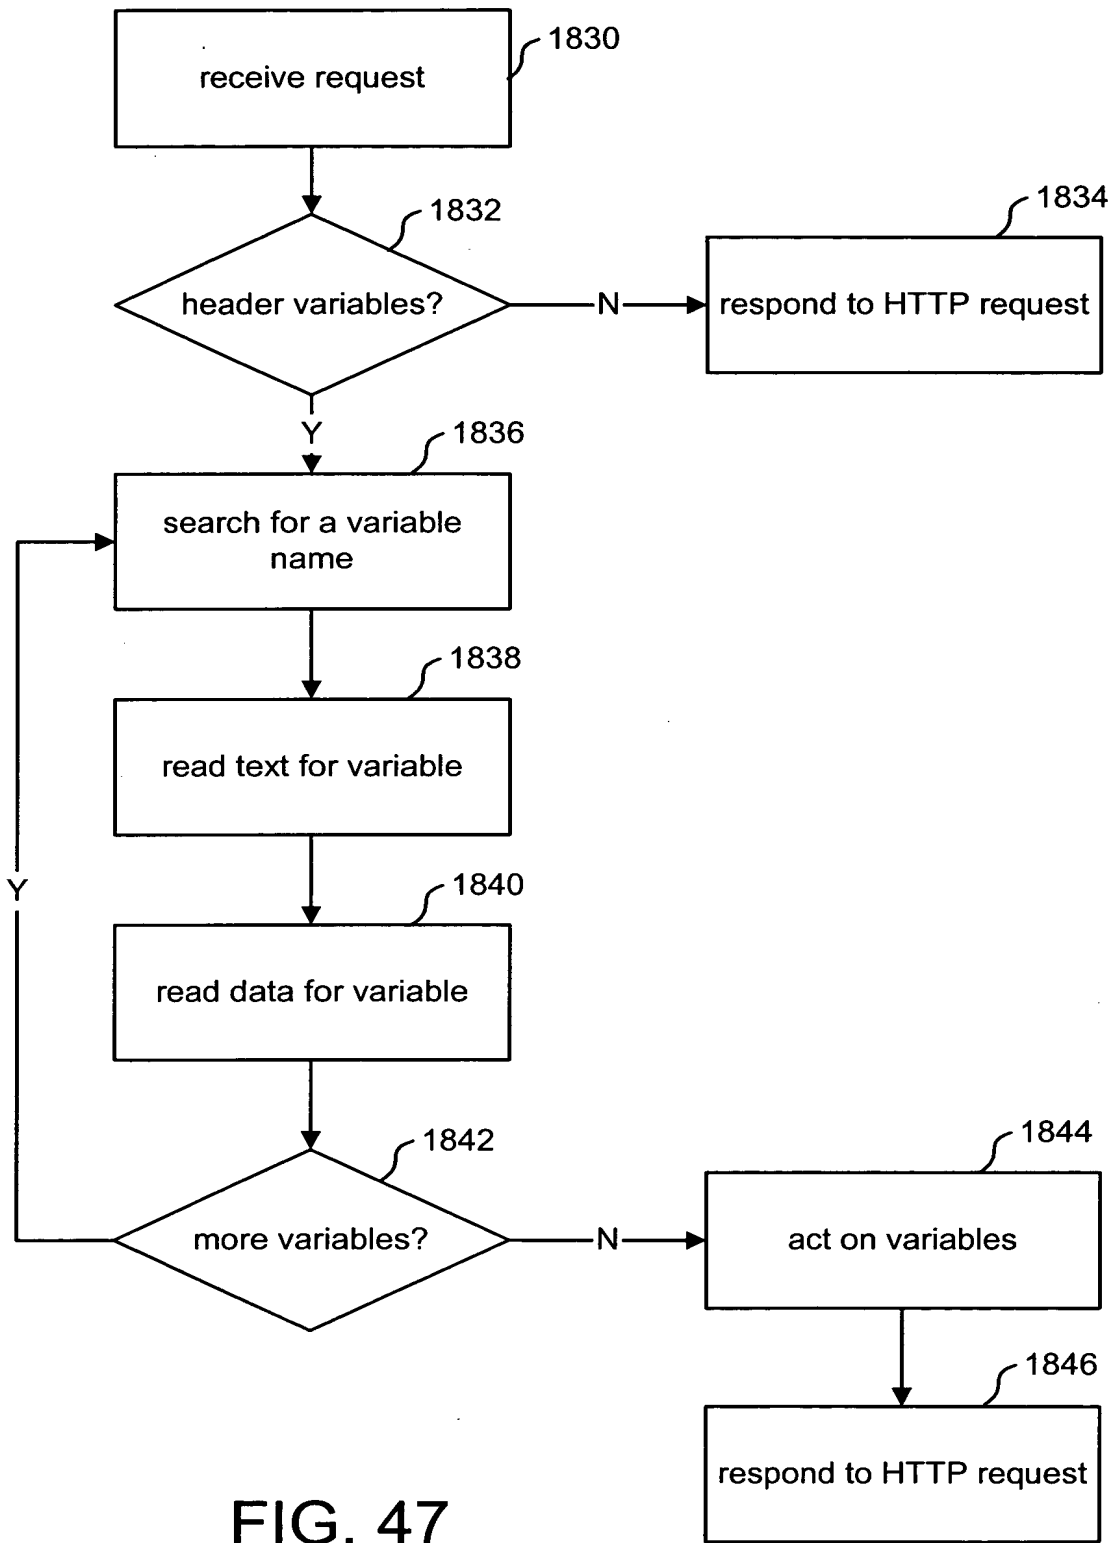 receive request
1830
1832
header variables?
N
1834
respond to HTTP request
Y
1836
search for a variable
name
1838
read text for variable
Y
1840
read data for variable
1842
more variables?
N
1844
act on variables
1846
respond to HTTP request
FIG. 47